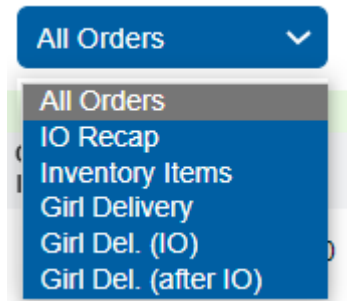 All Orders
All Orders
IO Recap
Inventory Items
Girl Delivery
Girl Del. (IO)
Girl Del. (after IO)